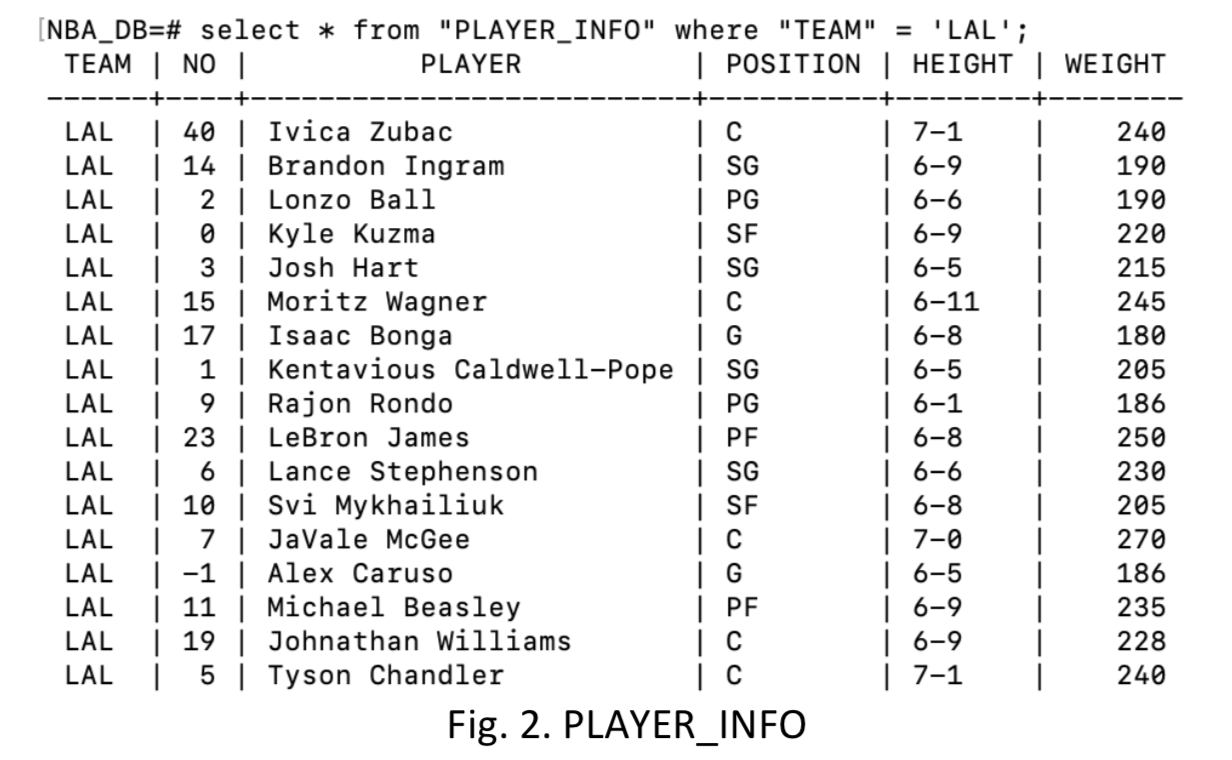 [NBA_DB=# select * from "PLAYER_INFO" where "TEAM" = 'LAL';
TEAM | NO | PLAYER | POSITION | HEIGHT | WEIGHT
------+----+--------------------------+----------+--------+--------
LAL | 40 | Ivica Zubac | C | 7-1 | 240
LAL | 14 | Brandon Ingram | SG | 6-9 | 190
LAL | 2 | Lonzo Ball | PG | 6-6 | 190
LAL | 0 | Kyle Kuzma | SF | 6-9 | 220
LAL | 3 | Josh Hart | SG | 6-5 | 215
LAL | 15 | Moritz Wagner | C | 6-11 | 245
LAL | 17 | Isaac Bonga | G | 6-8 | 180
LAL | 1 | Kentavious Caldwell-Pope | SG | 6-5 | 205
LAL | 9 | Rajon Rondo | PG | 6-1 | 186
LAL | 23 | LeBron James | PF | 6-8 | 250
LAL | 6 | Lance Stephenson | SG | 6-6 | 230
LAL | 10 | Svi Mykhailiuk | SF | 6-8 | 205
LAL | 7 | JaVale McGee | C | 7-0 | 270
LAL | -1 | Alex Caruso | G | 6-5 | 186
LAL | 11 | Michael Beasley | PF | 6-9 | 235
LAL | 19 | Johnathan Williams | C | 6-9 | 228
LAL | 5 | Tyson Chandler | C | 7-1 | 240
Fig. 2. PLAYER_INFO